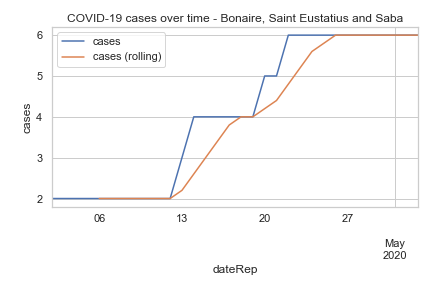 COVID-19 cases over time - Bonaire, Saint Eustatius and Saba
cases
cases (rolling)
6
5
4
3
2
cases
06
13
20
27
May
2020
dateRep